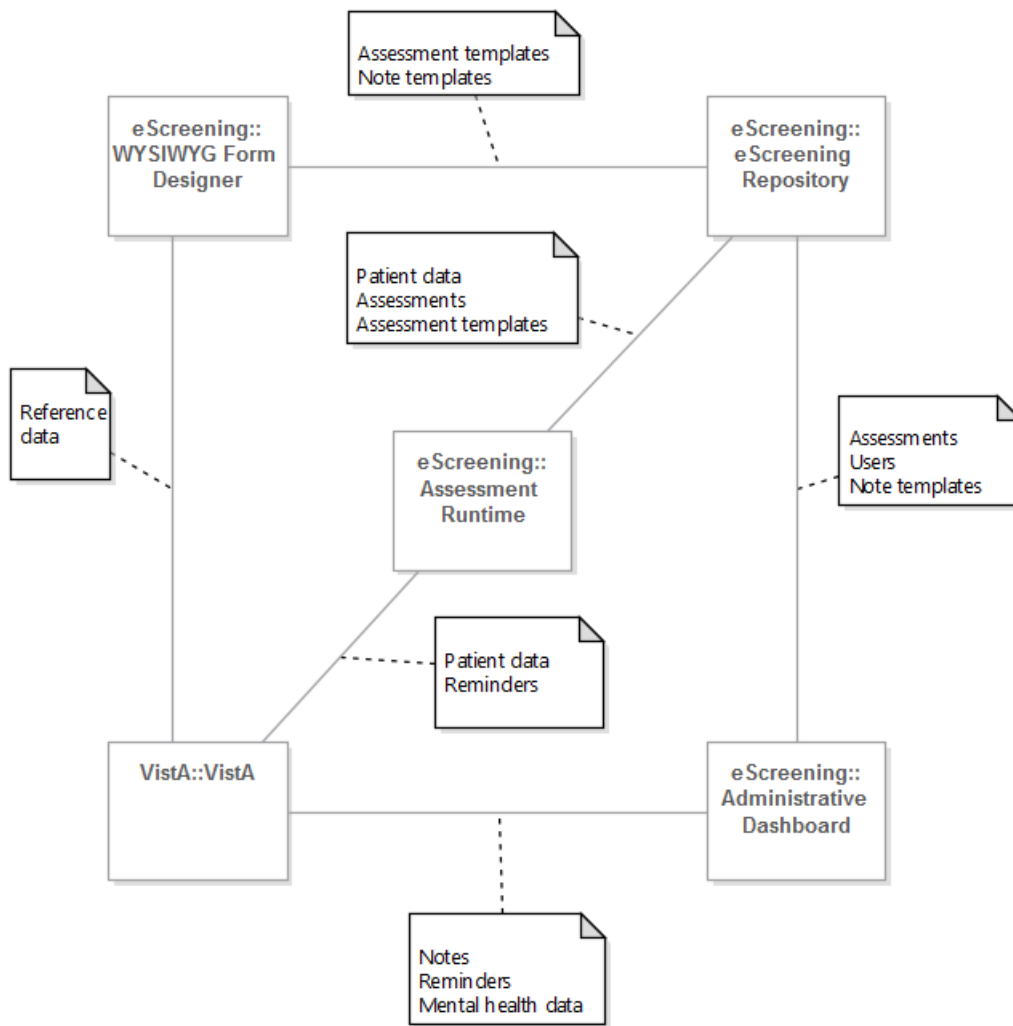 Assessment templates
Note templates
eScreening::
WYSIWYG Form
Designer
eScreening::
eScreening
Repository
Patient data
Assessments
Assessment templates
Reference
data
Assessments
Users
Note templates
eScreening::
Assessment
Runtime
Patient data
Reminders
VistA::VistA
eScreening::
Administrative
Dashboard
Notes
Reminders
Mental health data